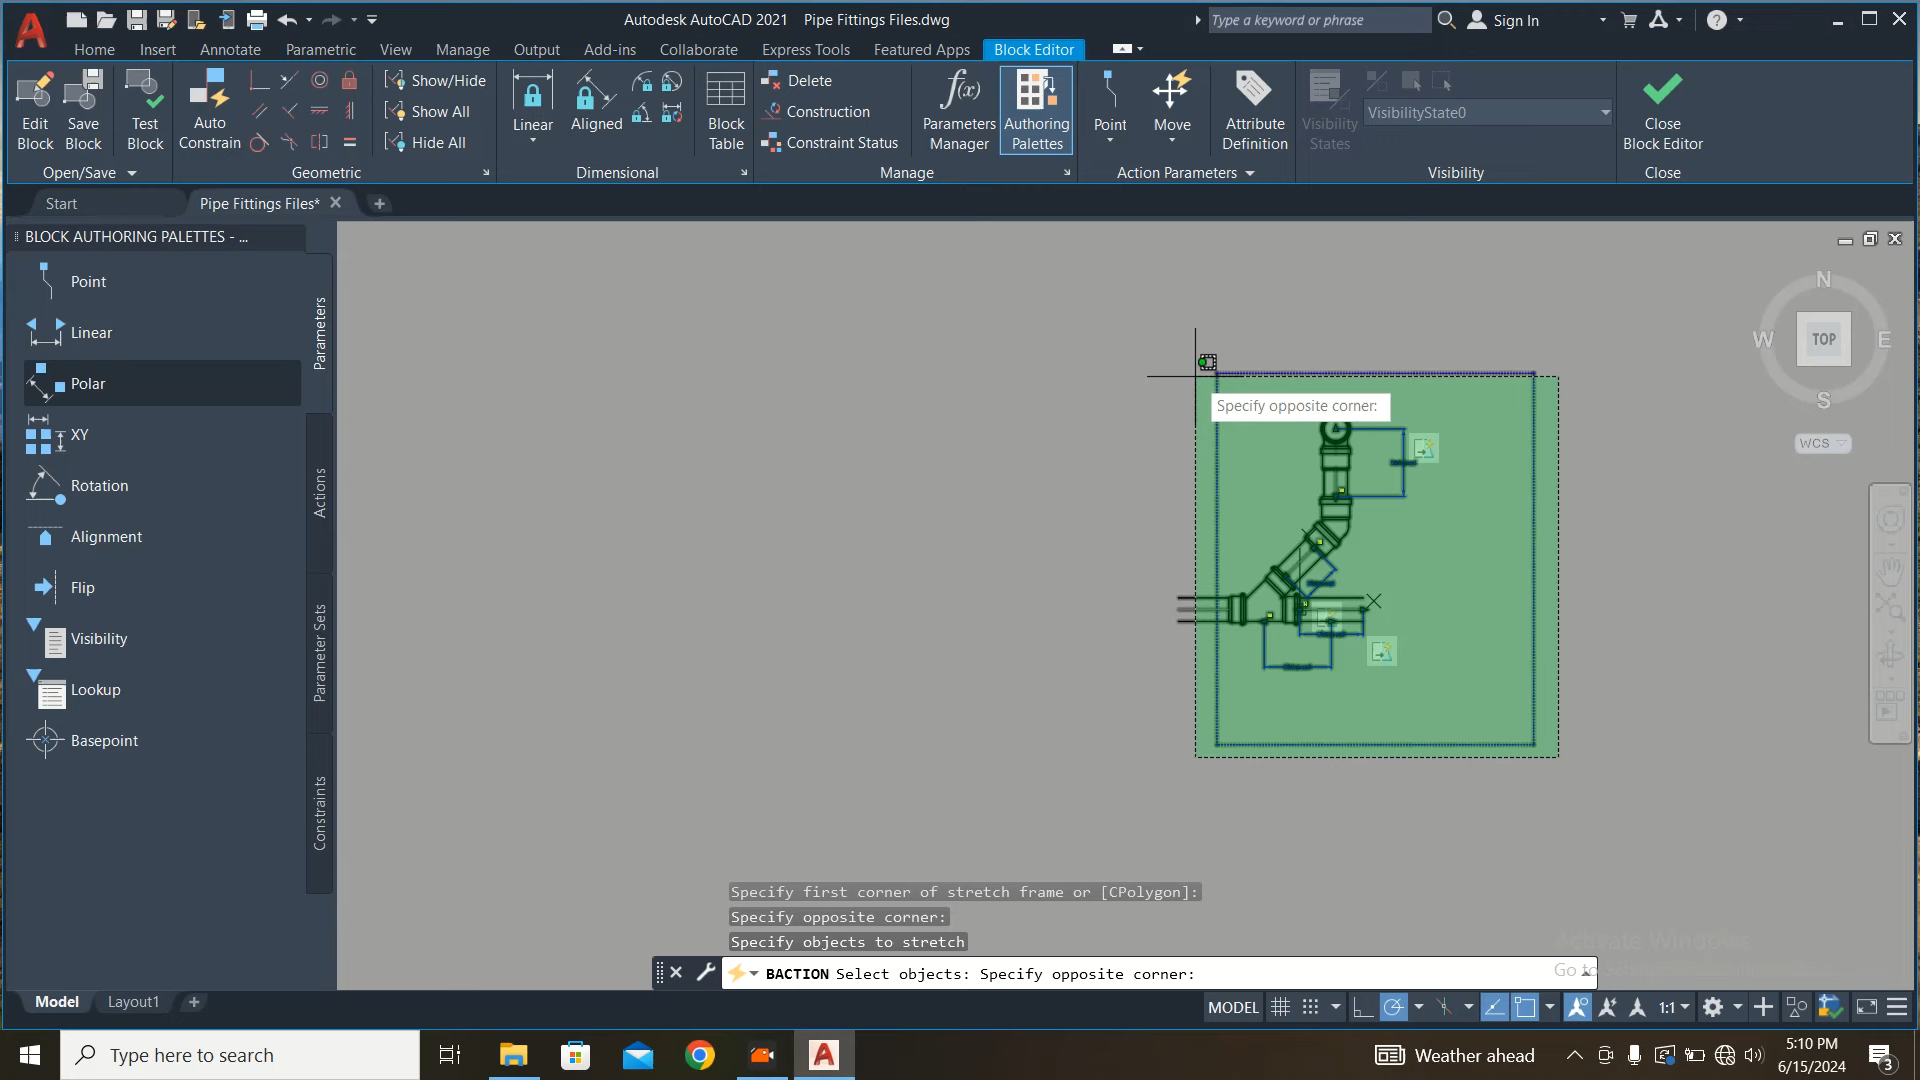 Autodesk AutoCAD 2021 Pipe Fittings Files.dwg
Type a keyword or phrase
Sign In
Home Insert Annotate Parametric View Manage Output Add-ins Collaborate Express Tools Featured Apps Block Editor
Edit Block
Save Block
Test Block
Open/Save
Auto Constrain
Show/Hide
Show All
Hide All
Geometric
Linear
Aligned
Dimensional
Block Table
Delete
Construction
Constraint Status
Parameters Manager
Authoring Palettes
Manage
Point
Move
Action Parameters
Attribute Definition
Visibility States
VisibilityState0
Visibility
Close Block Editor
Close
Start
Pipe Fittings Files*
BLOCK AUTHORING PALETTES - ...
Point
Linear
Polar
XY
Rotation
Alignment
Flip
Visibility
Lookup
Basepoint
Parameters
Actions
Parameter Sets
Constraints
N
W
TOP
E
S
WCS
Specify opposite corner:
Specify first corner of stretch frame or [CPolygon]:
Specify opposite corner:
Specify objects to stretch
Activate Windows
Go to
BACTION Select objects: Specify opposite corner:
Model
Layout1
MODEL
1:1
Type here to search
Weather ahead
5:10 PM
6/15/2024
3